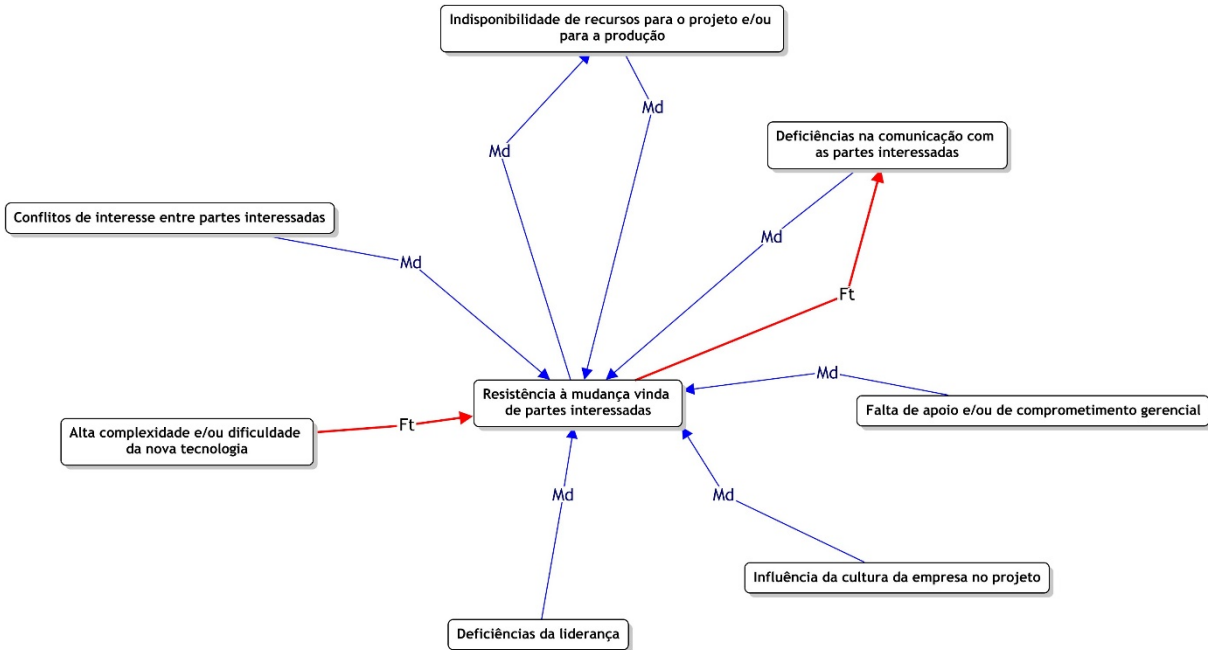 Indisponibilidade de recursos para o projeto e/ou
para a produção
Md
Md
Deficiências na comunicação com
as partes interessadas
Conflitos de interesse entre partes interessadas
Md
Md
Ft
Resistência à mudança vinda
de partes interessadas
Md
Falta de apoio e/ou de comprometimento gerencial
Alta complexidade e/ou dificuldade
da nova tecnologia
Ft
Md
Md
Influência da cultura da empresa no projeto
Deficiências da liderança